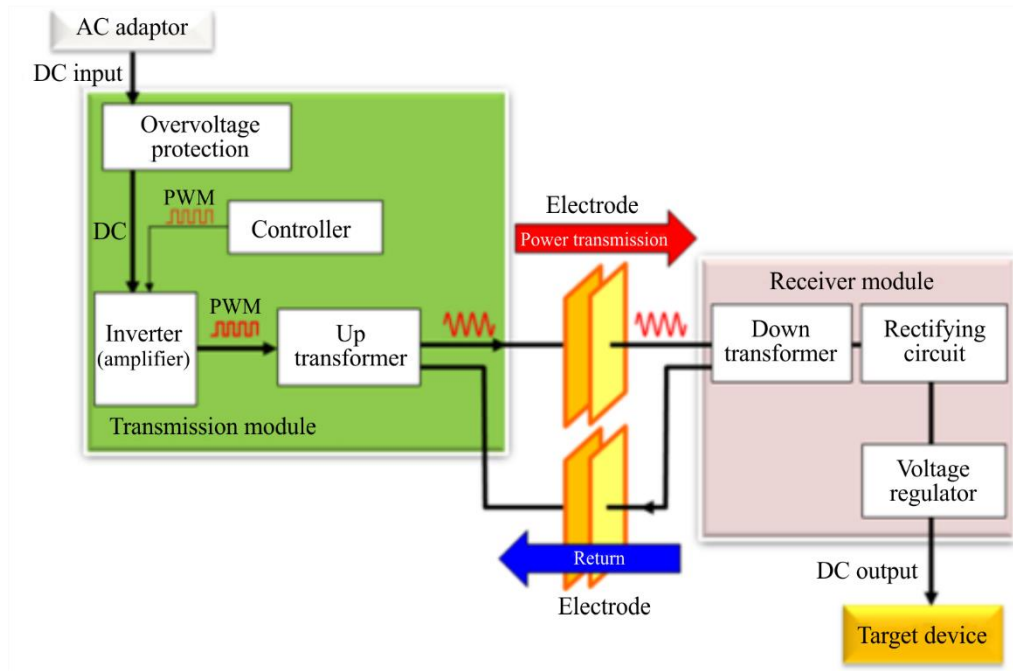 AC adaptor
DC input
Overvoltage
protection
PWM
DC
Controller
PWM
Inverter
(amplifier)
Up
transformer
Transmission module
Electrode
Power transmission
Receiver module
Down
transformer
Rectifying
circuit
Voltage
regulator
Return
Electrode
DC output
Target device